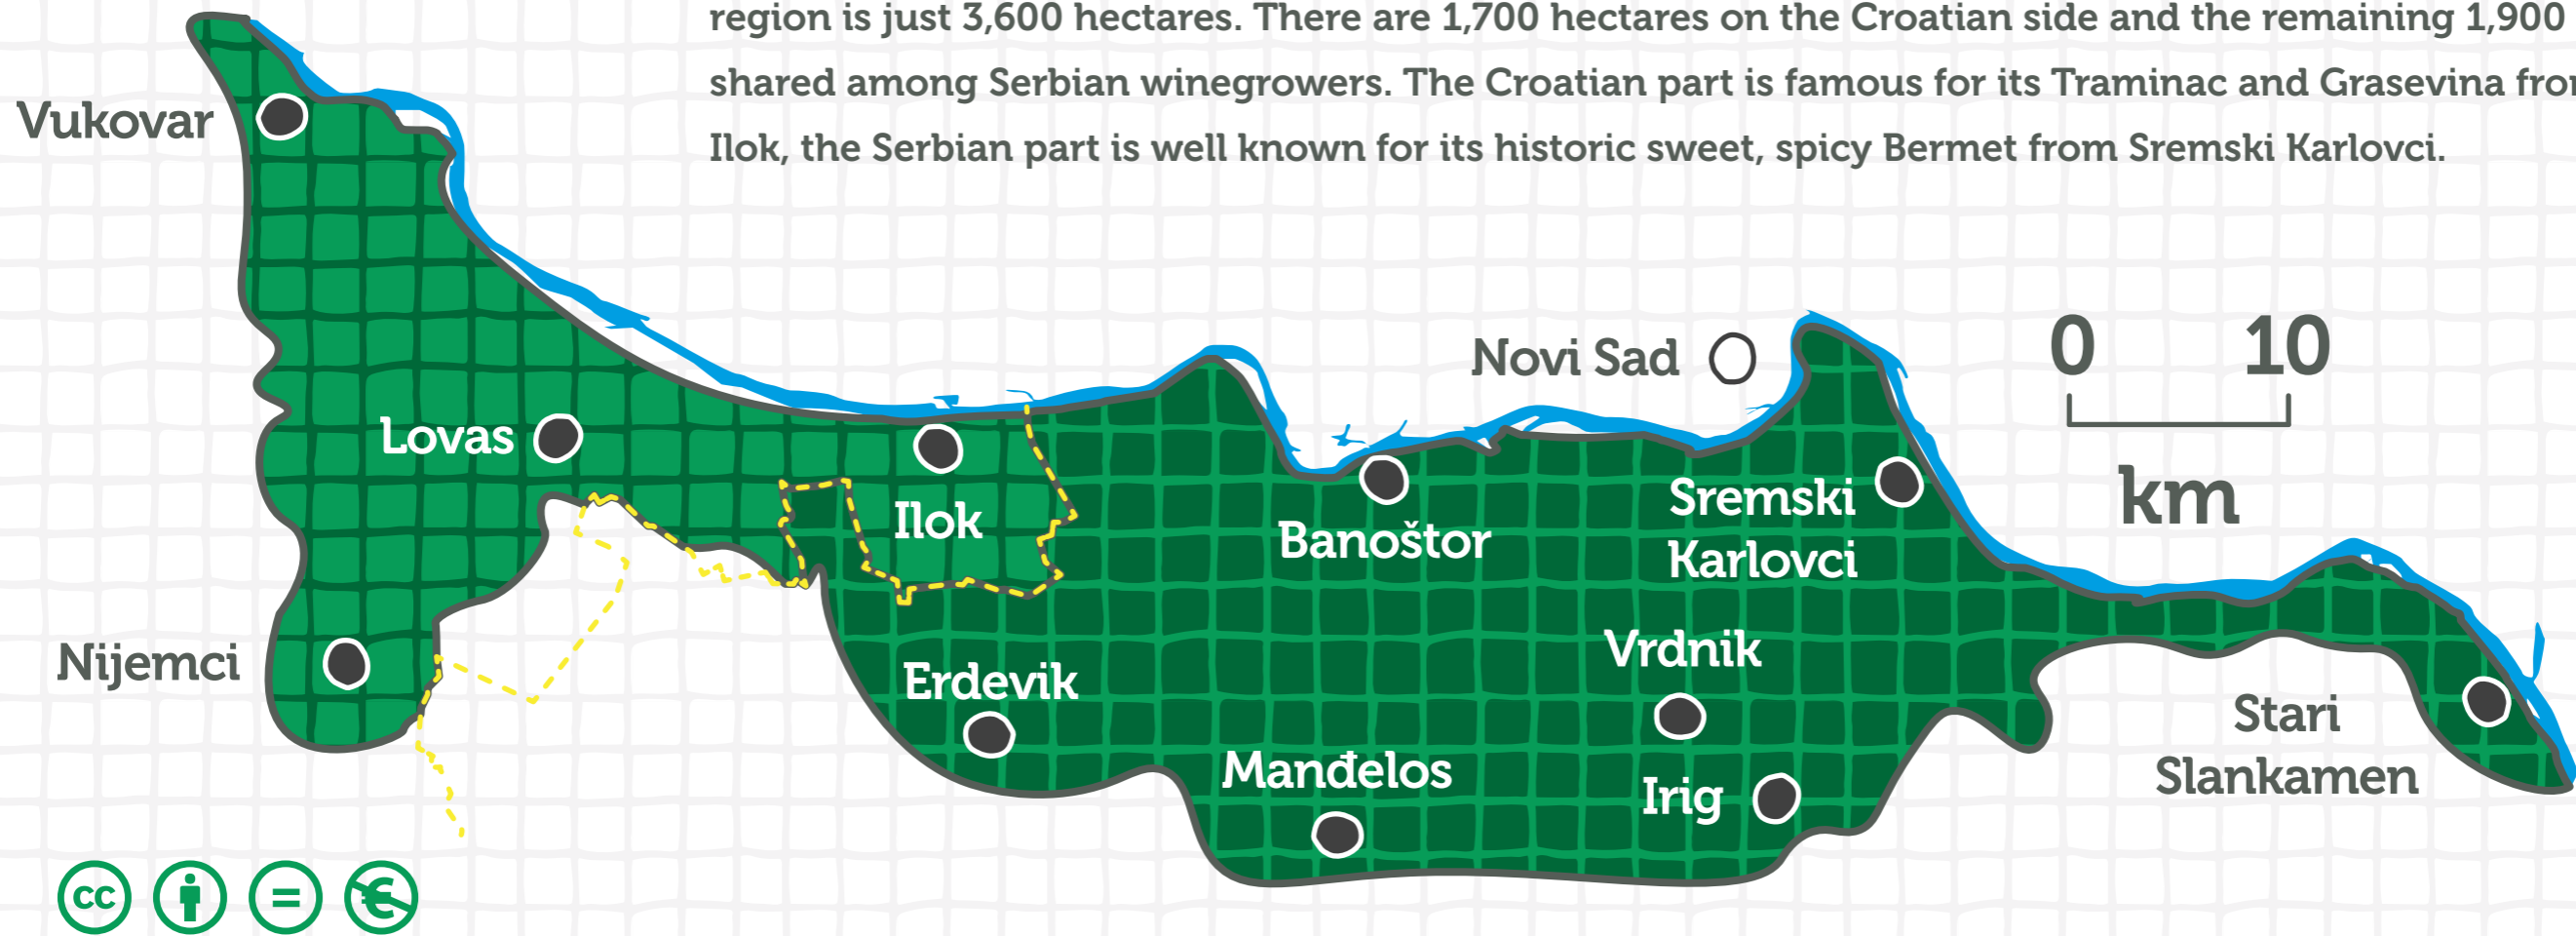 region is just 3,600 hectares. There are 1,700 hectares on the Croatian side and the remaining 1,900
shared among Serbian winegrowers. The Croatian part is famous for its Traminac and Grasevina from
Ilok, the Serbian part is well known for its historic sweet, spicy Bermet from Sremski Karlovci.
Vukovar
Novi Sad
0 10
km
Lovas
Ilok
Banoštor
Sremski
Karlovci
Nijemci
Erdevik
Vrdnik
Manđelos
Irig
Stari
Slankamen
cc
=
€